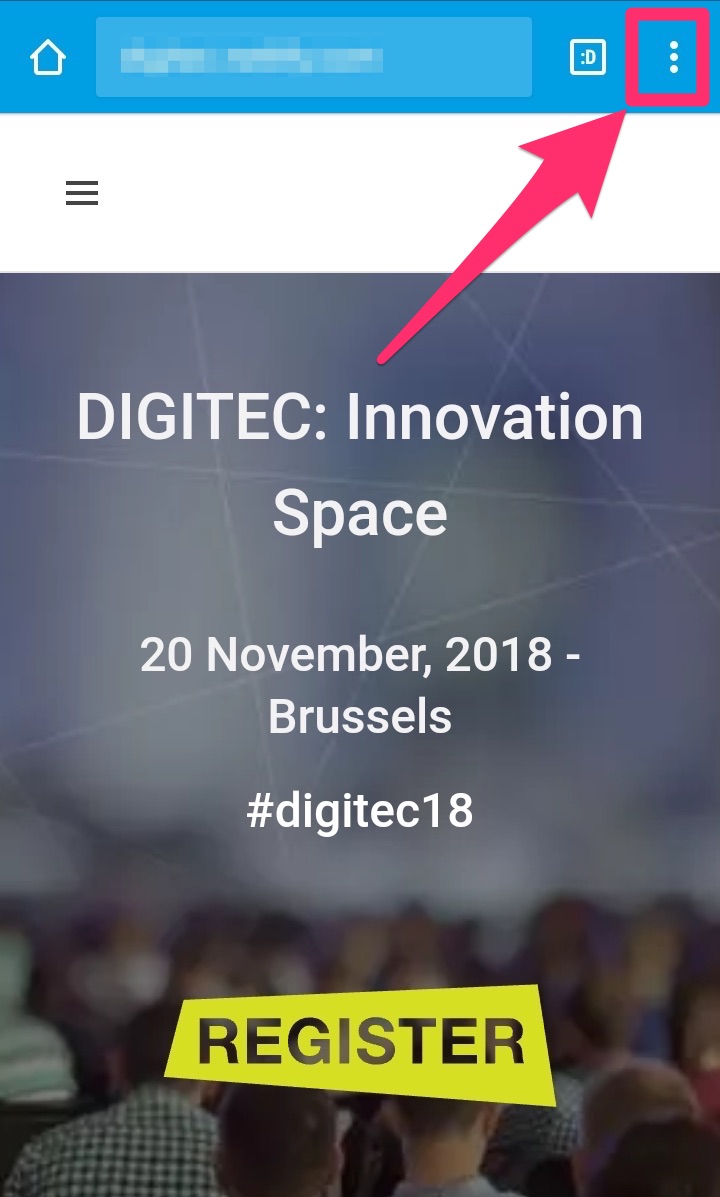 :D
DIGITEC: Innovation
Space
20 November, 2018 -
Brussels
#digitec18
REGISTER